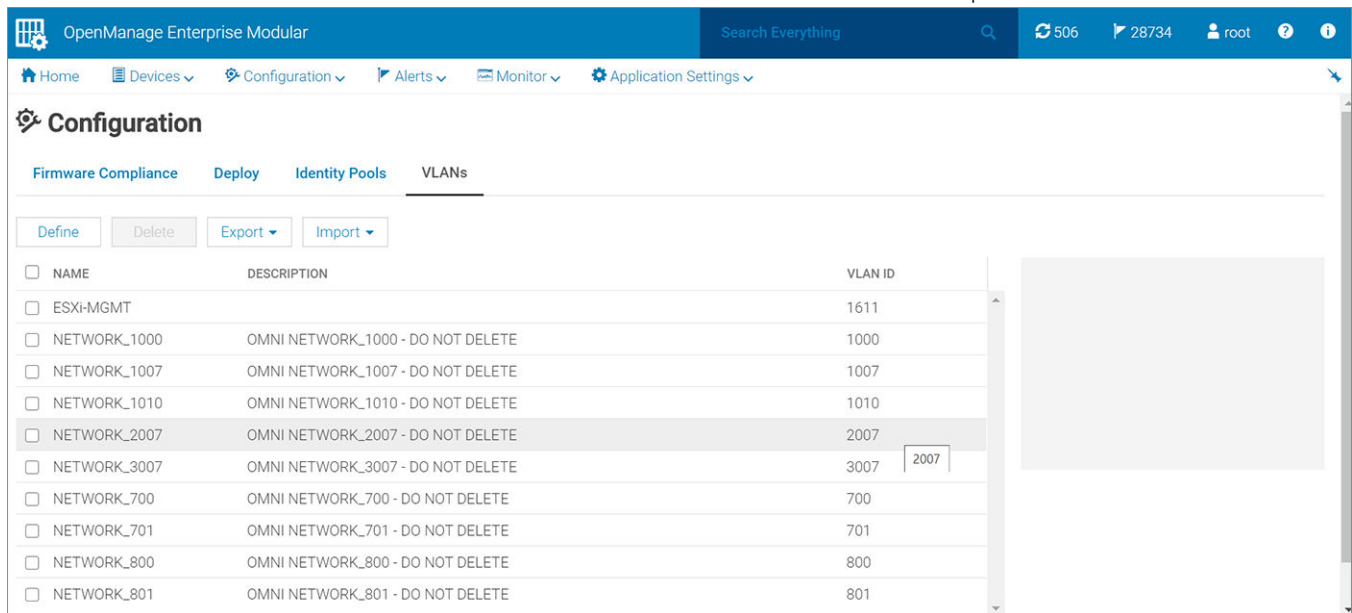 OpenManage Enterprise Modular Search Everything 506 28734 root
Home Devices Configuration Alerts Monitor Application Settings
Configuration
Firmware Compliance Deploy Identity Pools VLANs
Define Delete Export Import
NAME DESCRIPTION VLAN ID
ESXi-MGMT 1611
NETWORK_1000 OMNI NETWORK_1000 - DO NOT DELETE 1000
NETWORK_1007 OMNI NETWORK_1007 - DO NOT DELETE 1007
NETWORK_1010 OMNI NETWORK_1010 - DO NOT DELETE 1010
NETWORK_2007 OMNI NETWORK_2007 - DO NOT DELETE 2007
2007
NETWORK_3007 OMNI NETWORK_3007 - DO NOT DELETE 3007
NETWORK_700 OMNI NETWORK_700 - DO NOT DELETE 700
NETWORK_701 OMNI NETWORK_701 - DO NOT DELETE 701
NETWORK_800 OMNI NETWORK_800 - DO NOT DELETE 800
NETWORK_801 OMNI NETWORK_801 - DO NOT DELETE 801